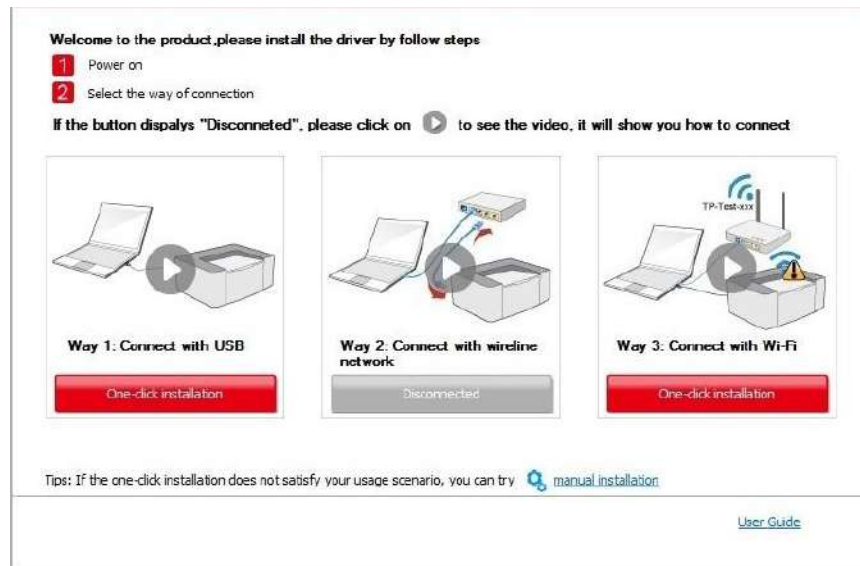 Welcome to the product,please install the driver by follow steps
1 Power on
2 Select the way of connection
If the button dispalys "Disconneted", please click on to see the video, it will show you how to connect
TP-Test-xxx
Way 1: Connect with USB
One-click installation
Way 2: Connect with wireline
network
Disconnected
Way 3: Connect with Wi-Fi
One-click installation
Tips: If the one-click installation does not satisfy your usage scenario, you can try manual installation
User Guide